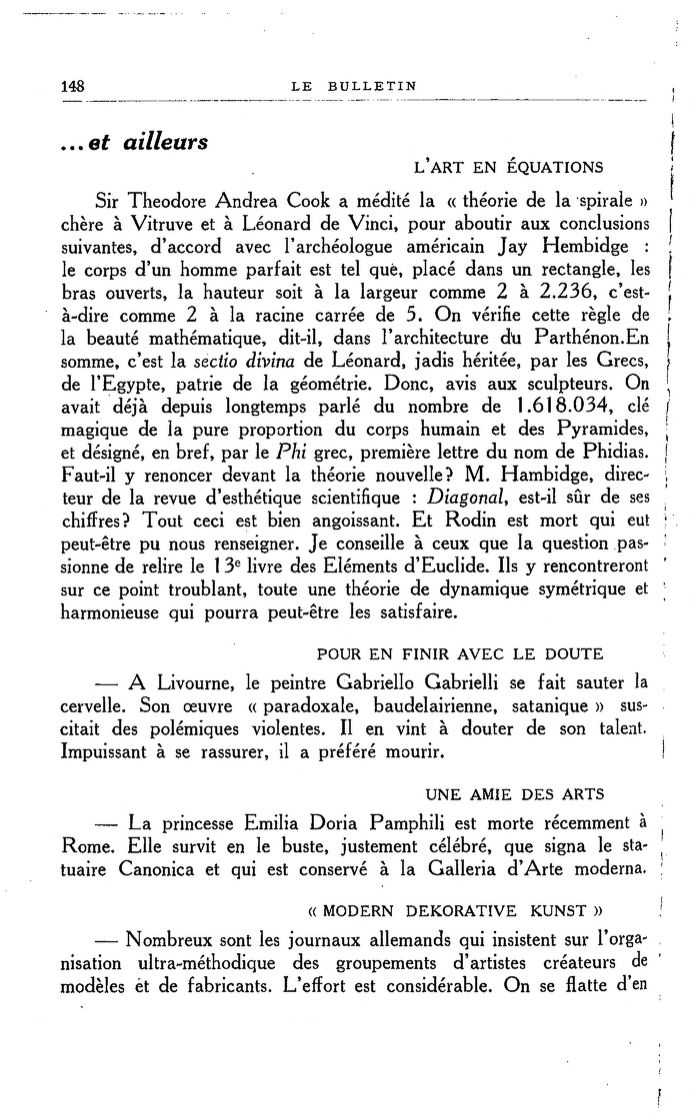 148 LE BULLETIN
...et ailleurs
L'ART EN ÉQUATIONS
Sir Theodore Andrea Cook a médité la « théorie de la spirale »
chère à Vitruve et à Léonard de Vinci, pour aboutir aux conclusions
suivantes, d'accord avec l'archéologue américain Jay Hembidge :
le corps d'un homme parfait est tel que, placé dans un rectangle, les
bras ouverts, la hauteur soit à la largeur comme 2 à 2.236, c'est-
à-dire comme 2 à la racine carrée de 5. On vérifie cette règle de
la beauté mathématique, dit-il, dans l'architecture du Parthénon.En
somme, c'est la sectio divina de Léonard, jadis héritée, par les Grecs,
de l'Egypte, patrie de la géométrie. Donc, avis aux sculpteurs. On
avait déjà depuis longtemps parlé du nombre de 1.618.034, clé
magique de la pure proportion du corps humain et des Pyramides,
et désigné, en bref, par le Phi grec, première lettre du nom de Phidias.
Faut-il y renoncer devant la théorie nouvelle? M. Hambidge, direc-
teur de la revue d'esthétique scientifique : Diagonal, est-il sûr de ses
chiffres? Tout ceci est bien angoissant. Et Rodin est mort qui eut
peut-être pu nous renseigner. Je conseille à ceux que la question pas-
sionne de relire le 13e livre des Eléments d'Euclide. Ils y rencontreront
sur ce point troublant, toute une théorie de dynamique symétrique et
harmonieuse qui pourra peut-être les satisfaire.
POUR EN FINIR AVEC LE DOUTE
— A Livourne, le peintre Gabriello Gabrielli se fait sauter la
cervelle. Son œuvre « paradoxale, baudelairienne, satanique » sus-
citait des polémiques violentes. Il en vint à douter de son talent.
Impuissant à se rassurer, il a préféré mourir.
UNE AMIE DES ARTS
— La princesse Emilia Doria Pamphili est morte récemment à
Rome. Elle survit en le buste, justement célébré, que signa le sta-
tuaire Canonica et qui est conservé à la Galleria d'Arte moderna.
« MODERN DEKORATIVE KUNST »
— Nombreux sont les journaux allemands qui insistent sur l'orga-
nisation ultra-méthodique des groupements d'artistes créateurs de
modèles et de fabricants. L'effort est considérable. On se flatte d'en